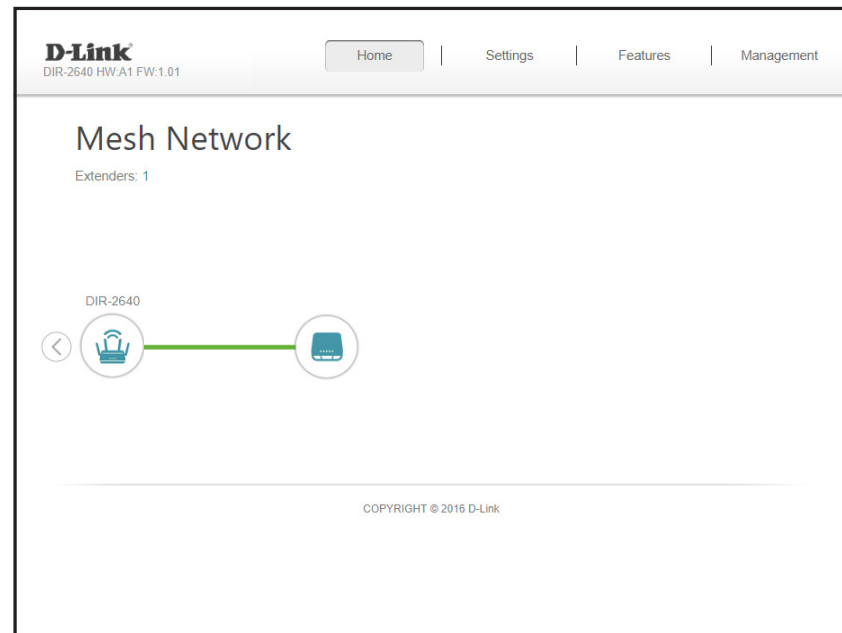 D-Link
DIR-2640 HW:A1 FW:1.01
Home
Settings
Features
Management
Mesh Network
Extenders: 1
DIR-2640
COPYRIGHT © 2016 D-Link